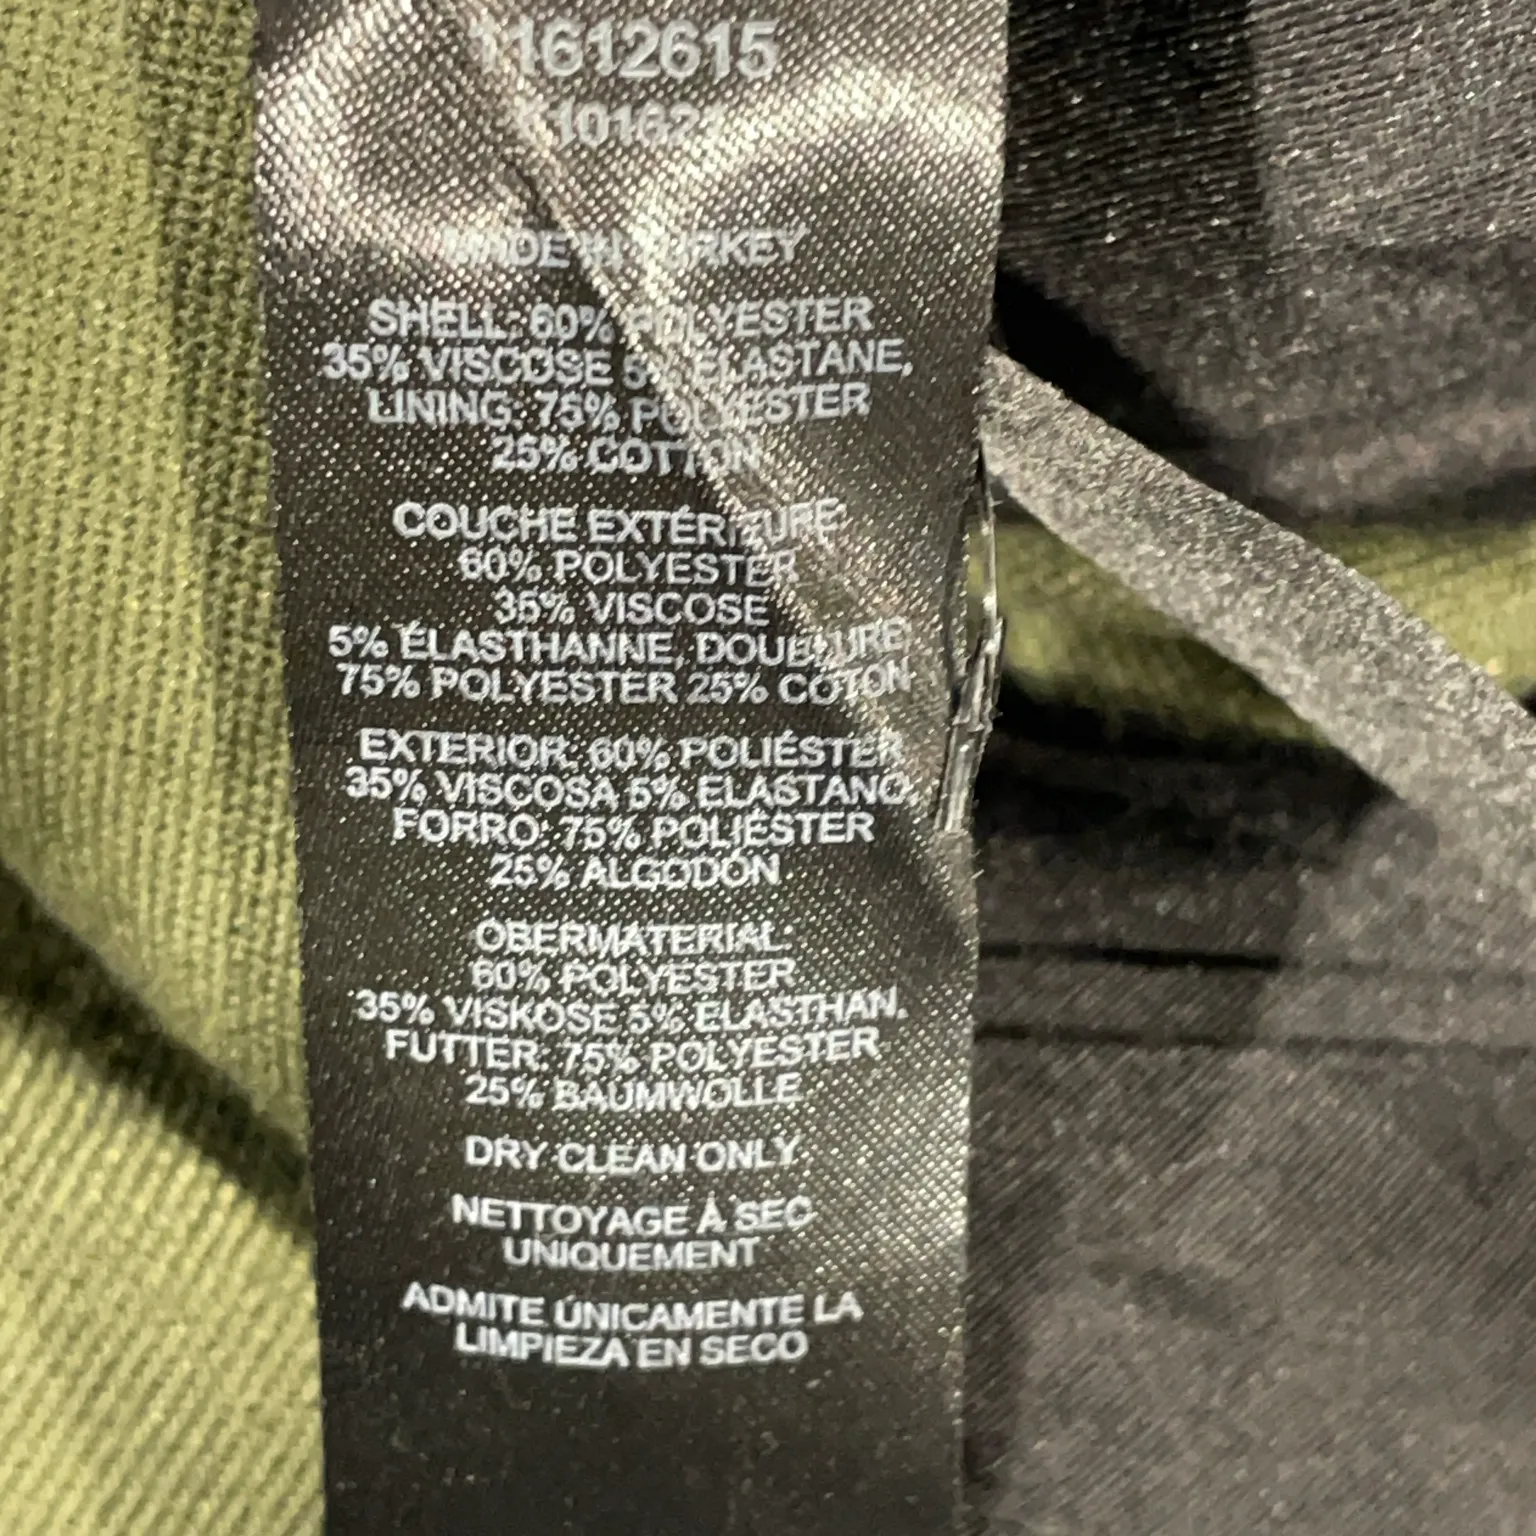 11612615
MADE IN TURKEY
SHELL: 60% POLYESTER
35% VISCOSE 5% ELASTANE,
LINING: 75% POLYESTER
25% COTTON
COUCHE EXTÉRIEURE
60% POLYESTER
35% VISCOSE
5% ÉLASTHANNE, DOUBLURE
75% POLYESTER 25% COTON
EXTERIOR: 60% POLIÉSTER
35% VISCOSA 5% ELASTANO,
FORRO: 75% POLIÉSTER
25% ALGODÓN
OBERMATERIAL:
60% POLYESTER
35% VISKOSE 5% ELASTHAN,
FUTTER: 75% POLYESTER
25% BAUMWOLLE
DRY CLEAN ONLY
NETTOYAGE À SEC
UNIQUEMENT
ADMITE ÚNICAMENTE LA
LIMPIEZA EN SECO